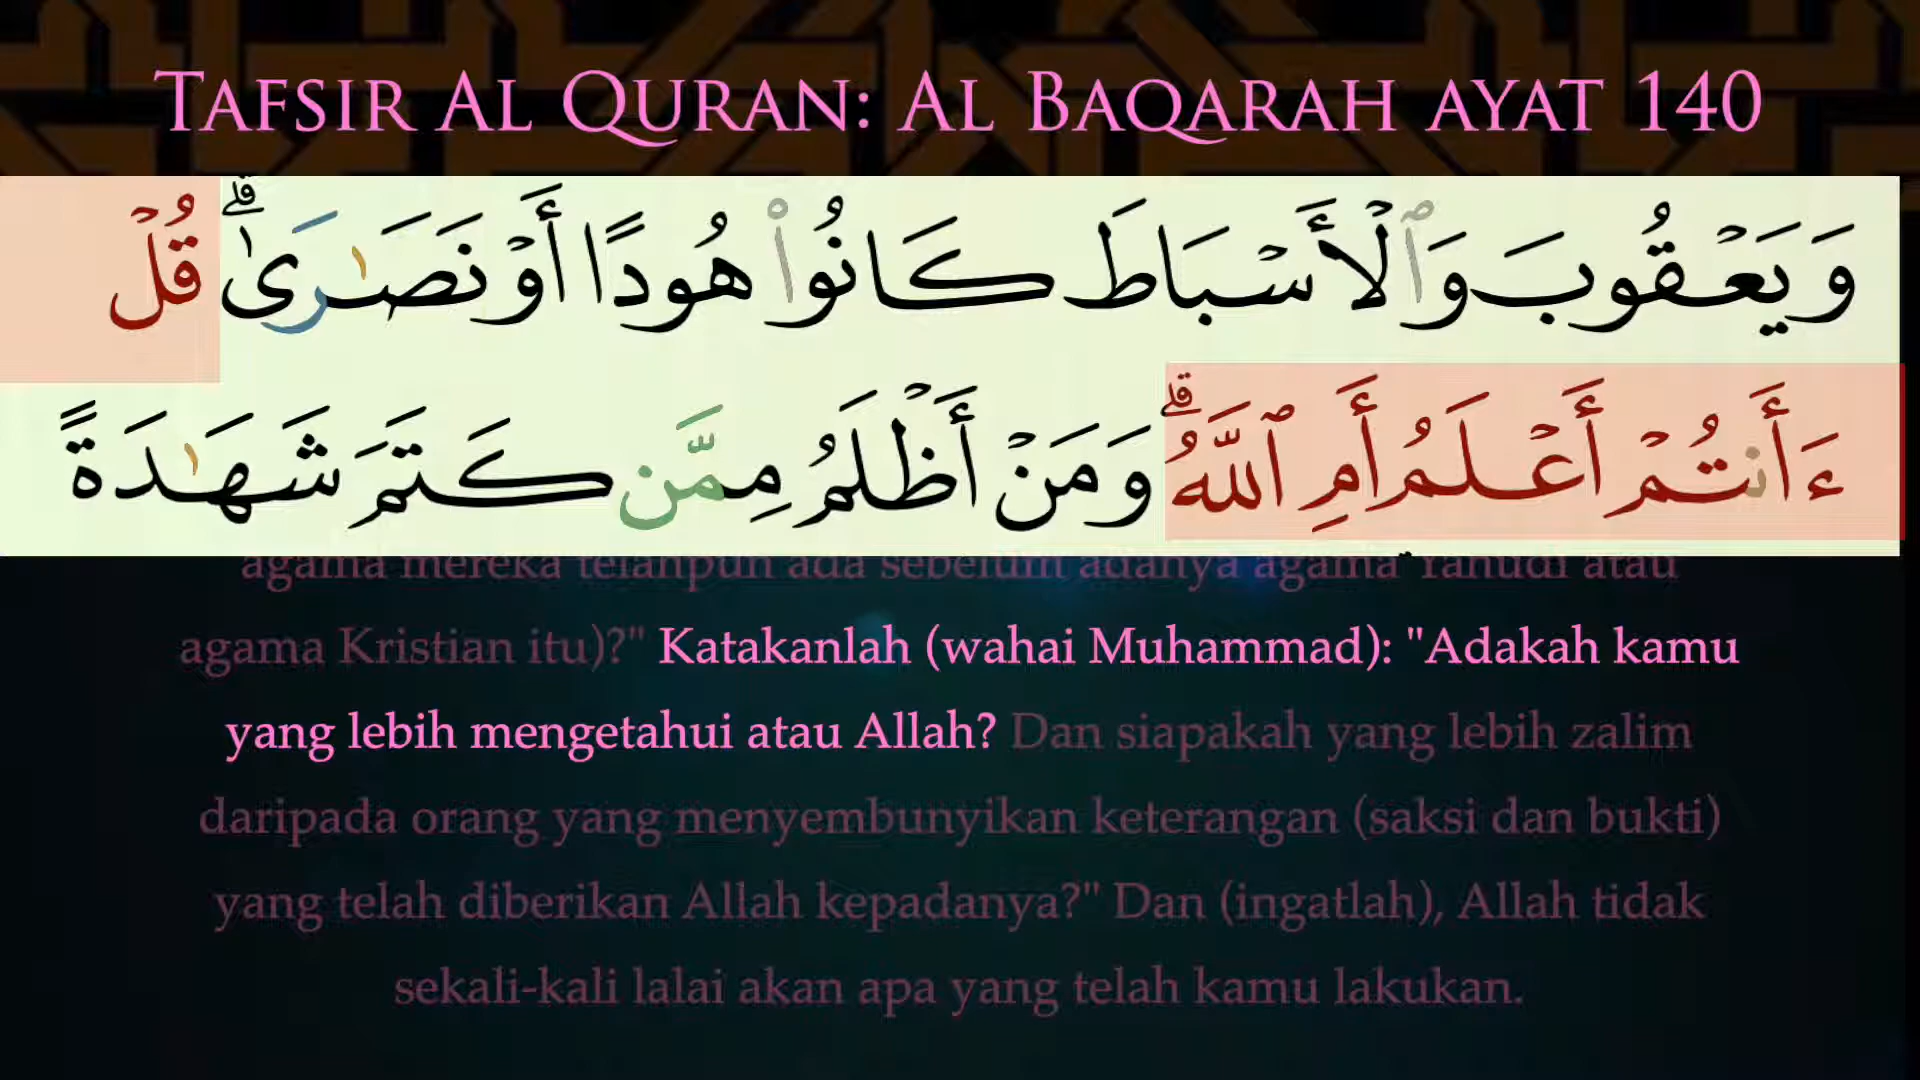 TAFSIR AL QURAN: AL BAQARAH AYAT 140
وَيَعْقُوبَ وَٱلْأَسْبَاطَ كَانُوا۟ هُودًا أَوْ نَصَـٰرَىٰ ۗ قُلْ
ءَأَنتُمْ أَعْلَمُ أَمِ ٱللَّهُ ۗ وَمَنْ أَظْلَمُ مِمَّن كَتَمَ شَهَـٰدَةً
agama mereka telahpun ada sebelum adanya agama Yahudi atau
agama Kristian itu)?" Katakanlah (wahai Muhammad): "Adakah kamu
yang lebih mengetahui atau Allah? Dan siapakah yang lebih zalim
daripada orang yang menyembunyikan keterangan (saksi dan bukti)
yang telah diberikan Allah kepadanya?" Dan (ingatlah), Allah tidak
sekali-kali lalai akan apa yang telah kamu lakukan.